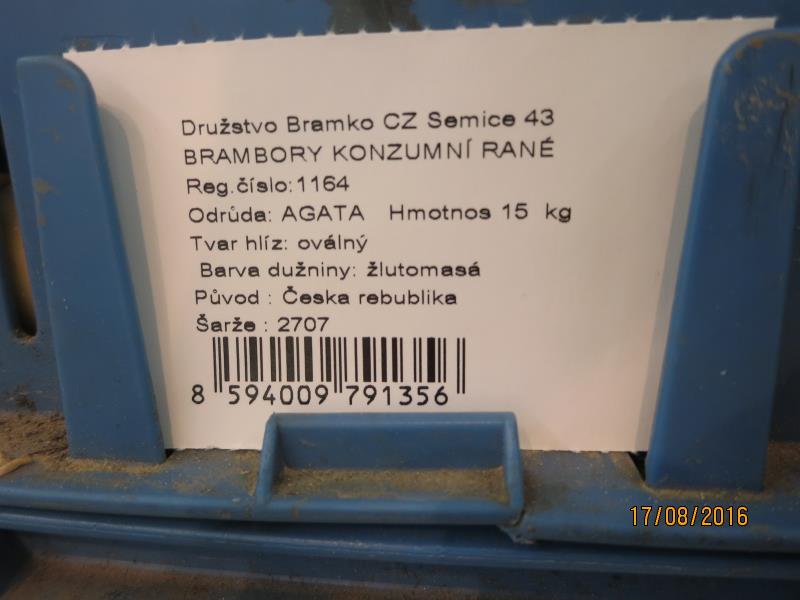 Družstvo Bramko CZ Semice 43
BRAMBORY KONZUMNÍ RANÉ
Reg.číslo:1164
Odrůda: AGATA Hmotnos 15 kg
Tvar hlíz: oválný
Barva dužniny: žlutomasá
Původ : Česka rebublika
Šarže : 2707
8 594009 791356
17/08/2016